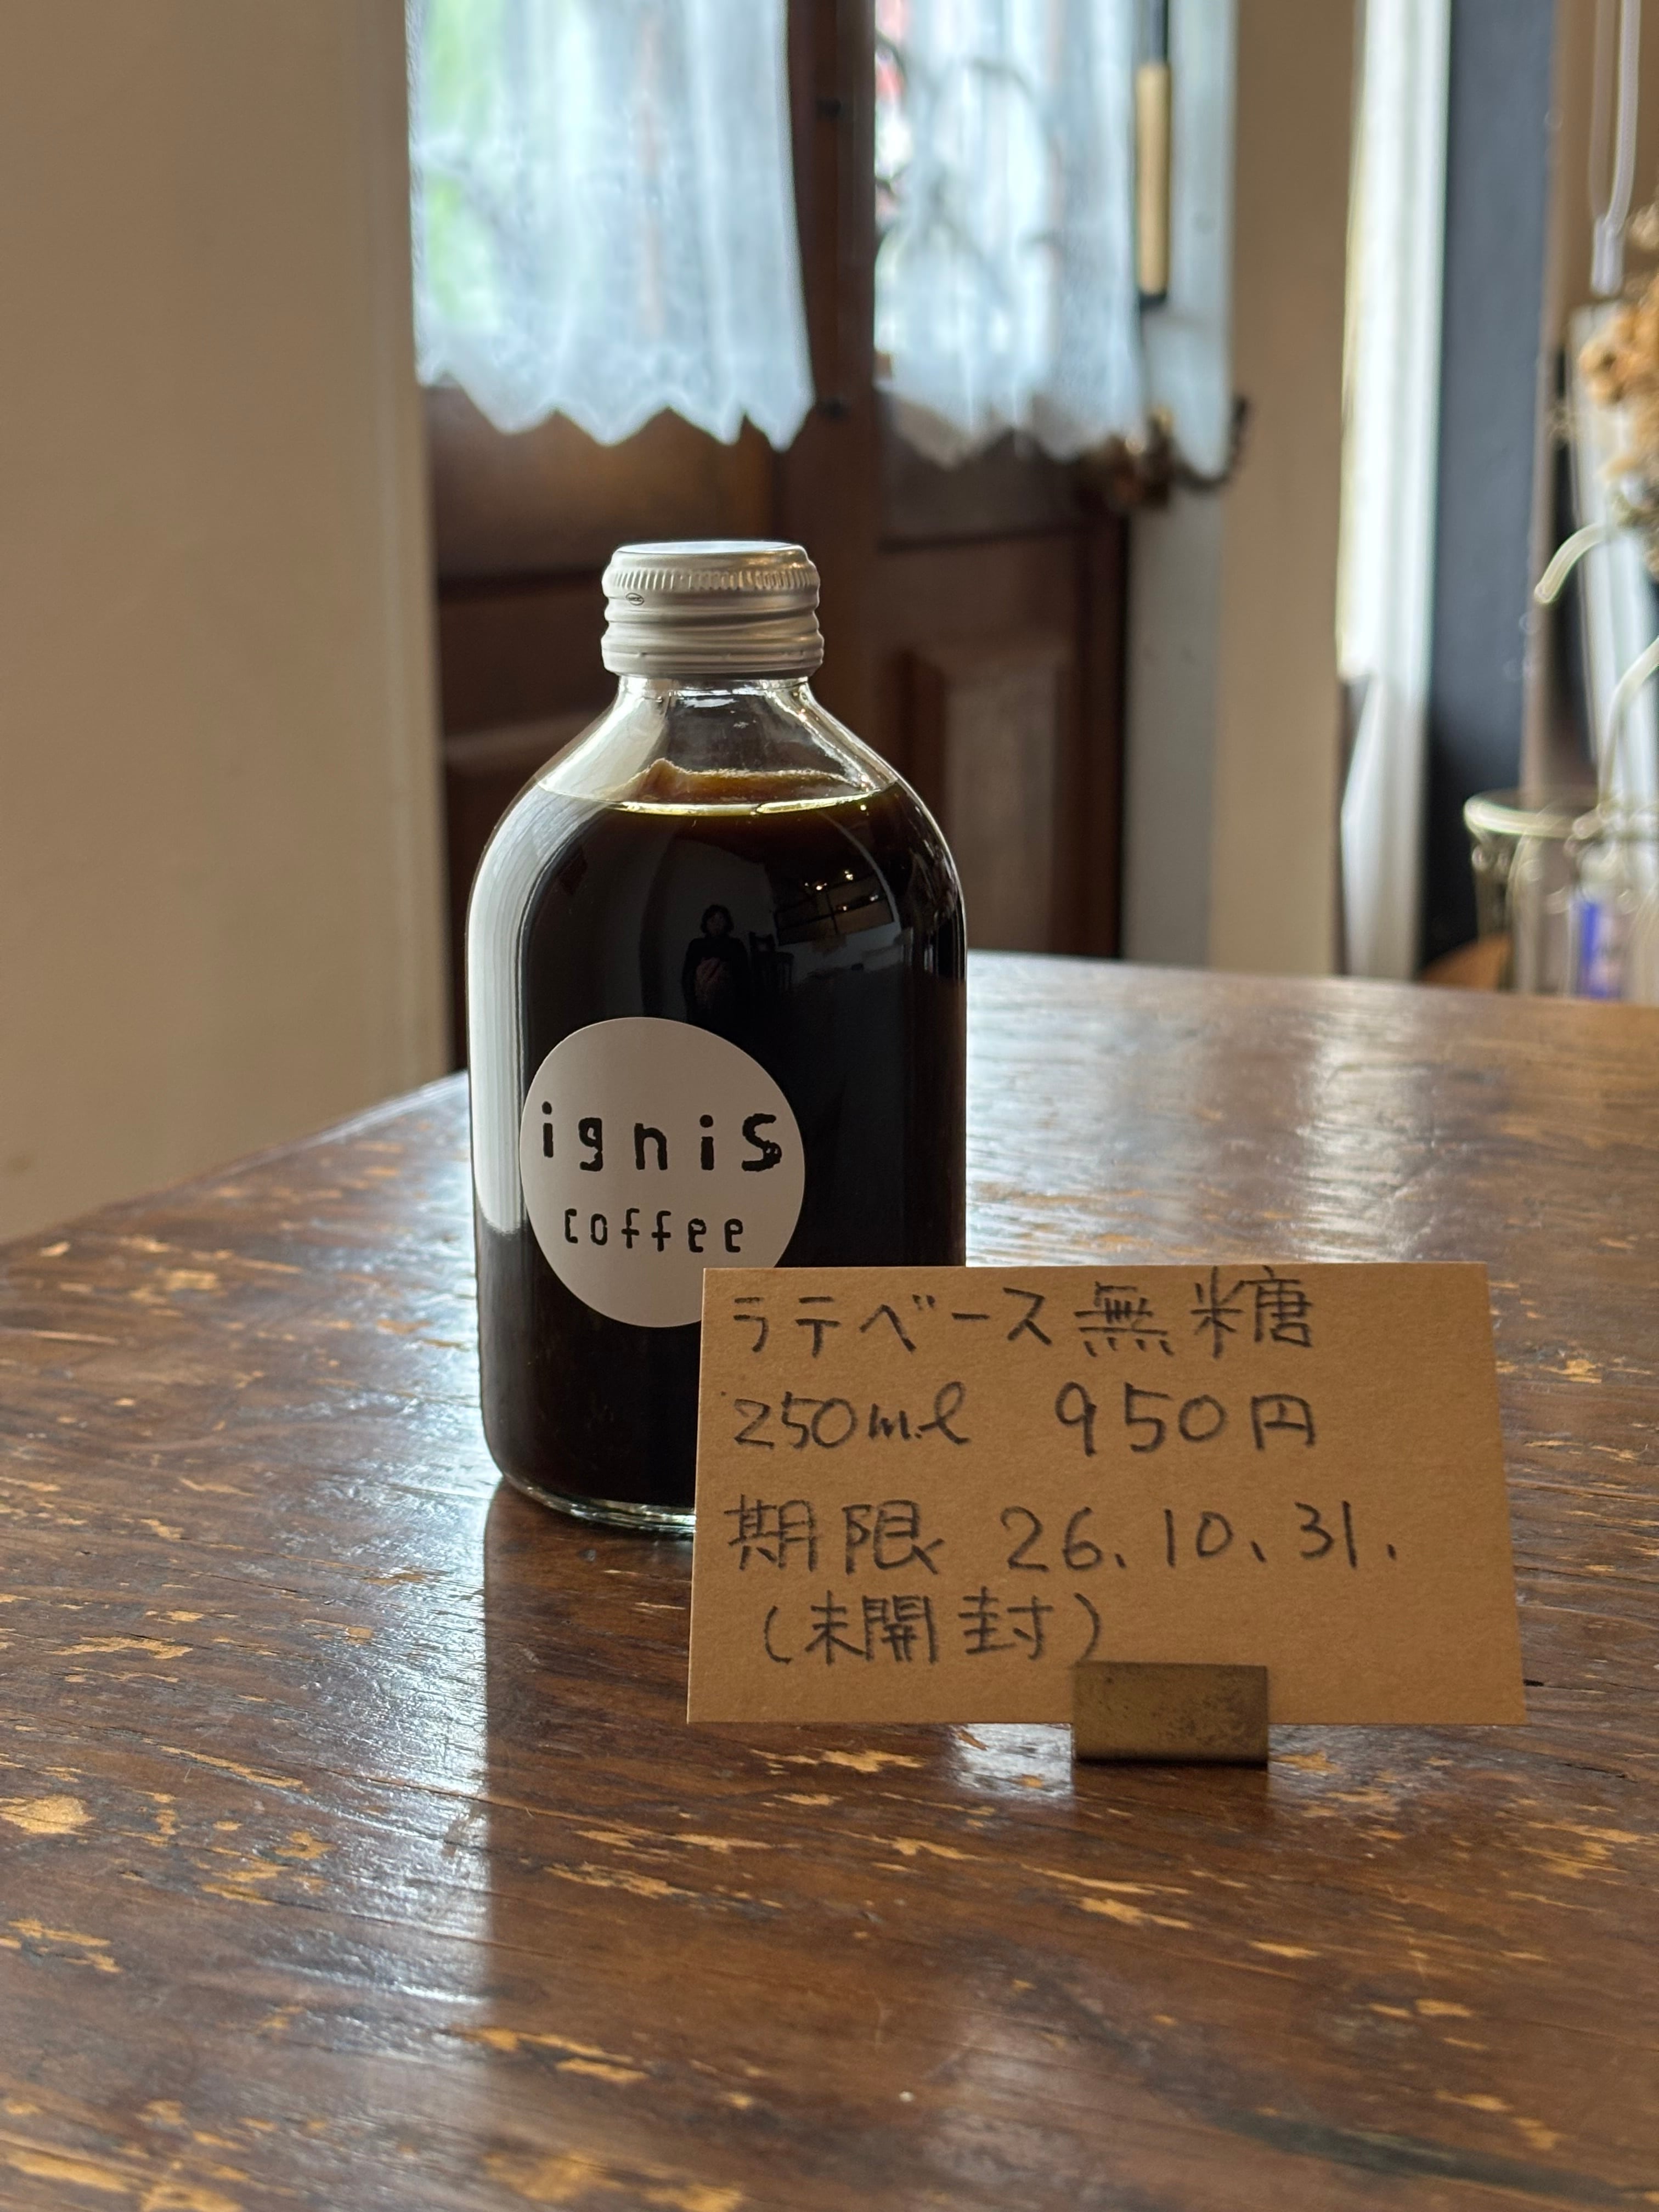 ignis
coffee
ラテベース無糖
250ml 950円
期限 26.10.31.
(未開封)